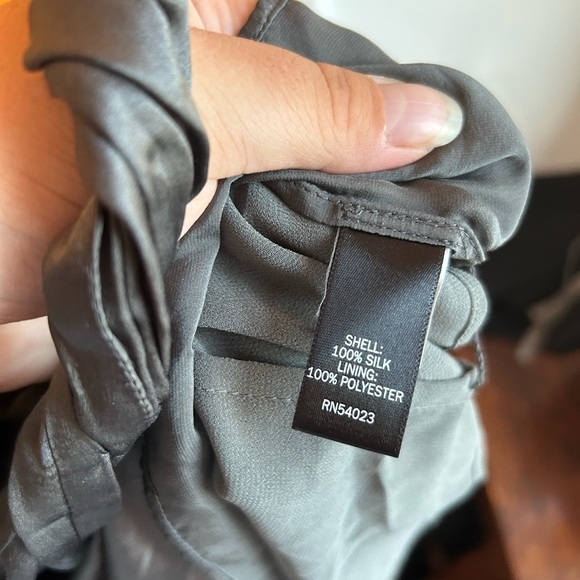 SHELL:
100% SILK
LINING:
100% POLYESTER
RN54023